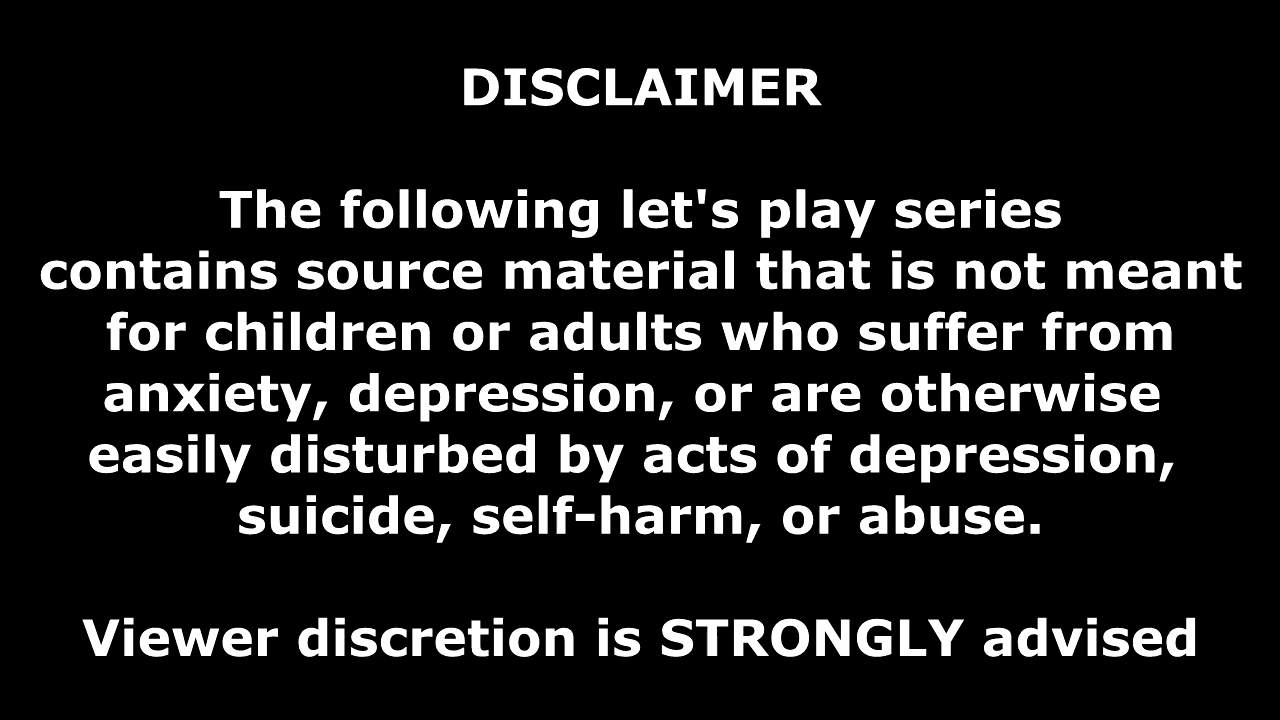 DISCLAIMER
The following let's play series
contains source material that is not meant
for children or adults who suffer from
anxiety, depression, or are otherwise
easily disturbed by acts of depression,
suicide, self-harm, or abuse.
Viewer discretion is STRONGLY advised